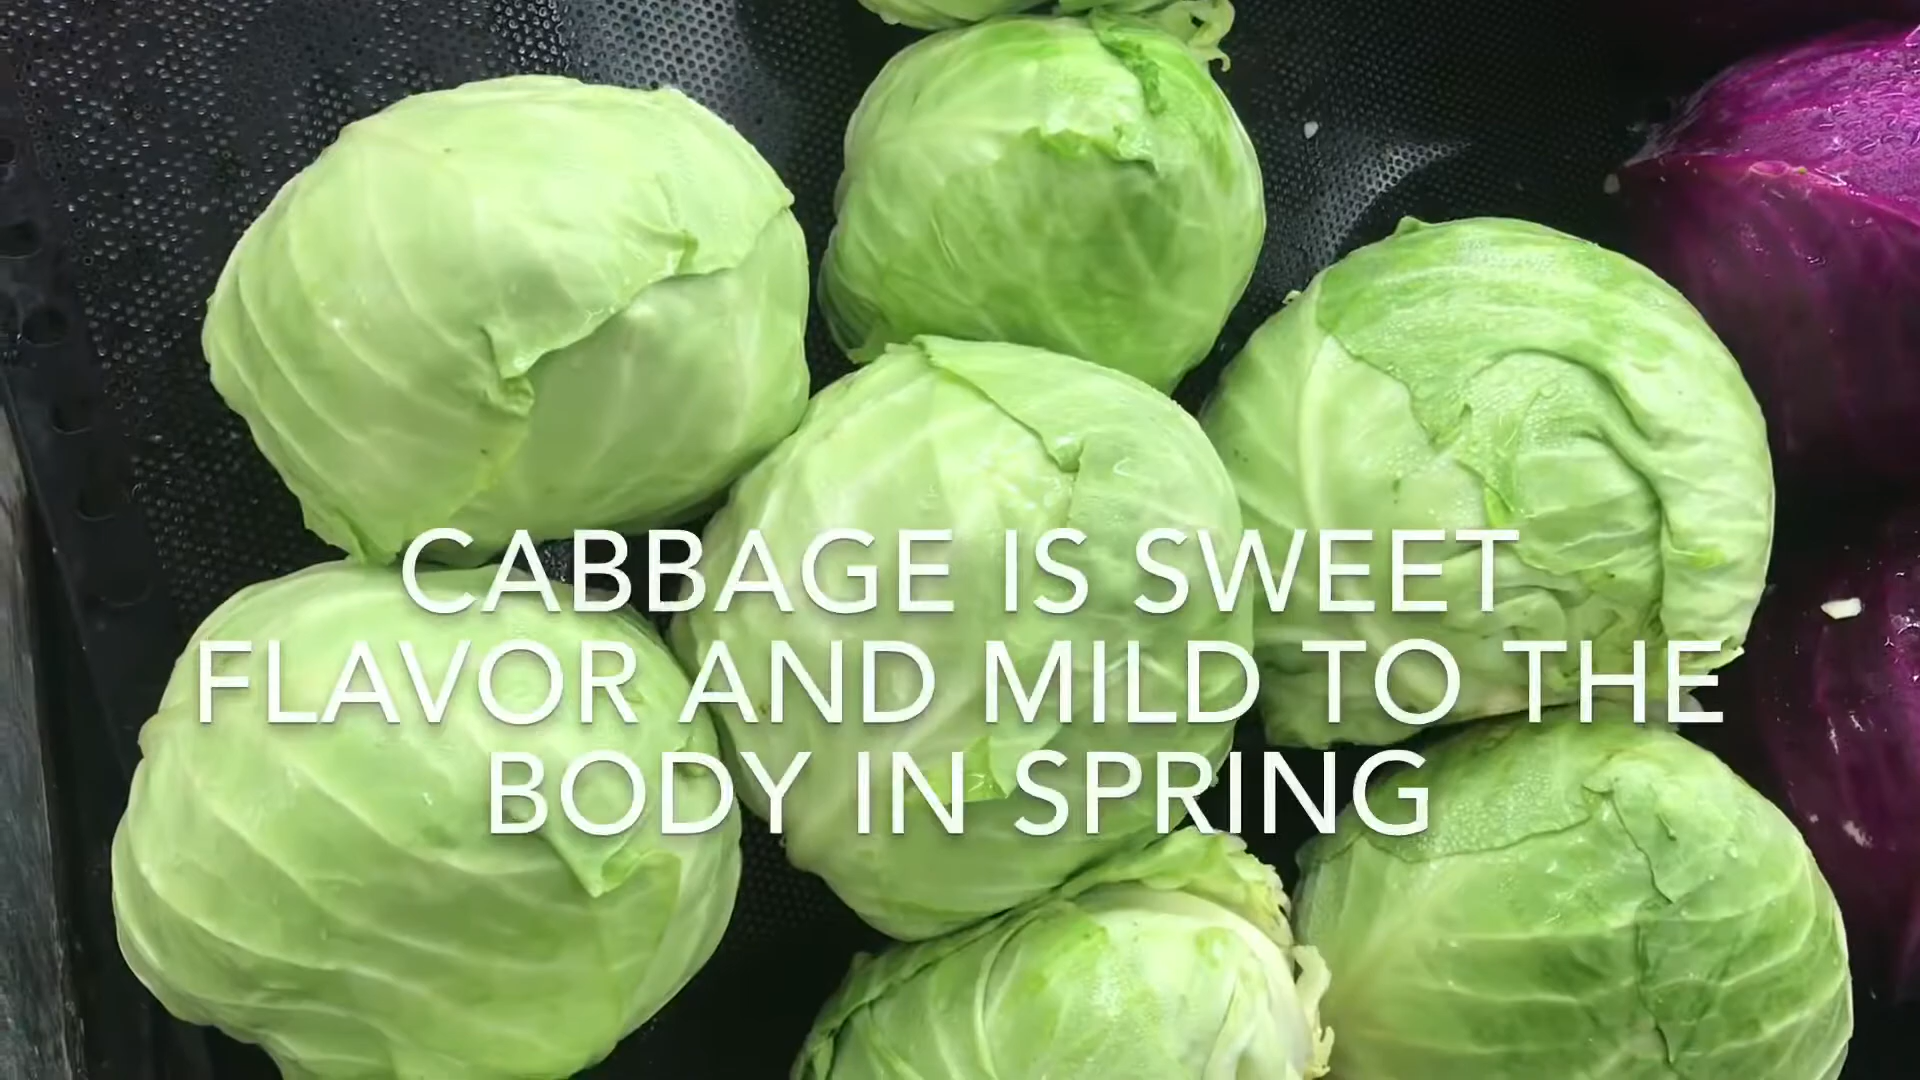 CABBAGE IS SWEET
FLAVOR AND MILD TO THE
BODY IN SPRING